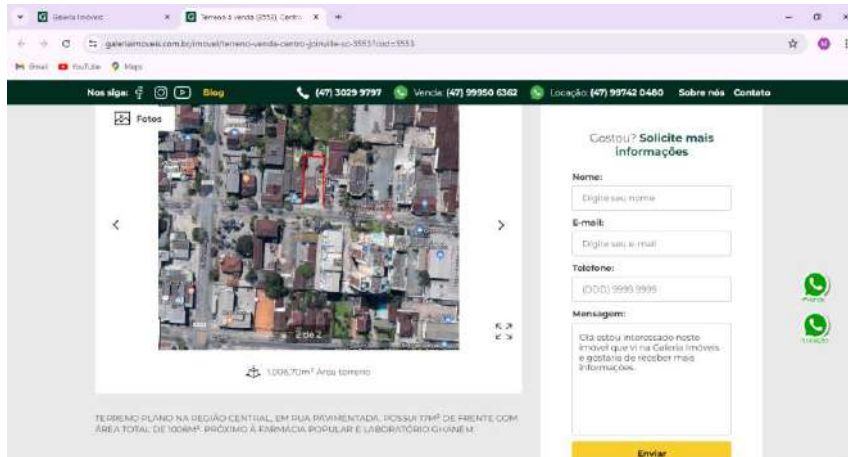 Galeria Imóveis
Terreno à venda (3553), Centro
galeriaimoveis.com.br/imovel/terreno-venda-centro-joinville-sc-3553?cod=3553
Gmail YouTube Maps
Nos siga: Blog (47) 3029 9797 Venda: (47) 99950 6362 Locação: (47) 99742 0480 Sobre nós Contato
Fotos
2 de 2
1.006,70m² Área terreno
TERRENO PLANO NA REGIÃO CENTRAL, EM RUA PAVIMENTADA, POSSUI 17M² DE FRENTE COM
ÁREA TOTAL DE 1006M². PRÓXIMO À FARMÁCIA POPULAR E LABORATÓRIO GHANEM.
Gostou? Solicite mais
informações
Nome:
Digite seu nome
E-mail:
Digite seu e-mail
Telefone:
(DDD) 9999 9999
Mensagem:
Olá estou interessado neste
imóvel que vi na Galeria Imóveis
e gostaria de receber mais
informações.
Enviar
Venda
Locação